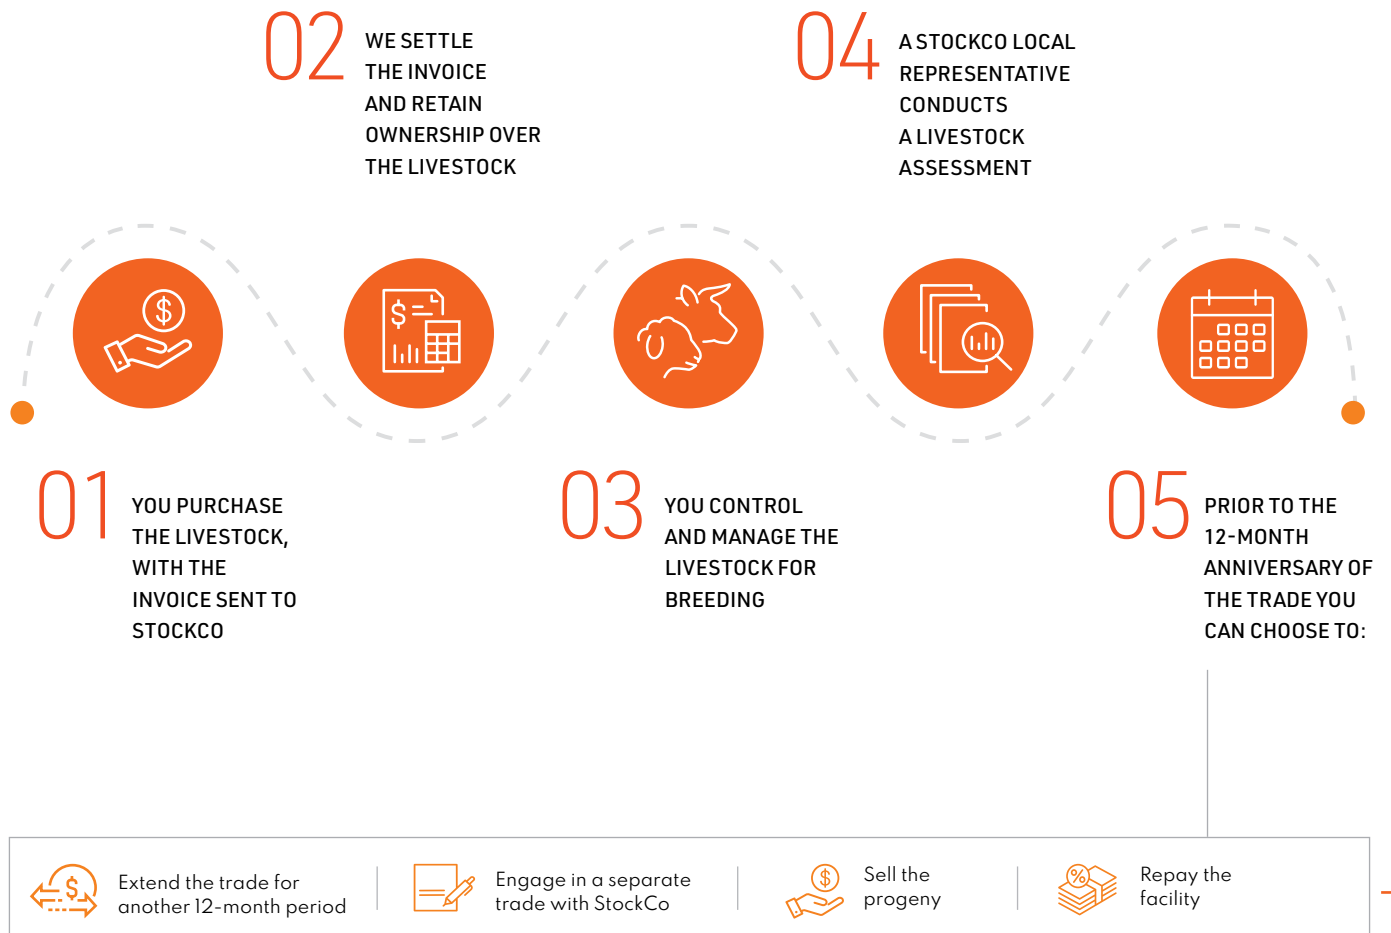 01
YOU PURCHASE
THE LIVESTOCK,
WITH THE
INVOICE SENT TO
STOCKCO
02
WE SETTLE
THE INVOICE
AND RETAIN
OWNERSHIP OVER
THE LIVESTOCK
03
YOU CONTROL
AND MANAGE THE
LIVESTOCK FOR
BREEDING
04
A STOCKCO LOCAL
REPRESENTATIVE
CONDUCTS
A LIVESTOCK
ASSESSMENT
05
PRIOR TO THE
12-MONTH
ANNIVERSARY OF
THE TRADE YOU
CAN CHOOSE TO:
Extend the trade for
another 12-month period
Engage in a separate
trade with StockCo
Sell the
progeny
Repay the
facility